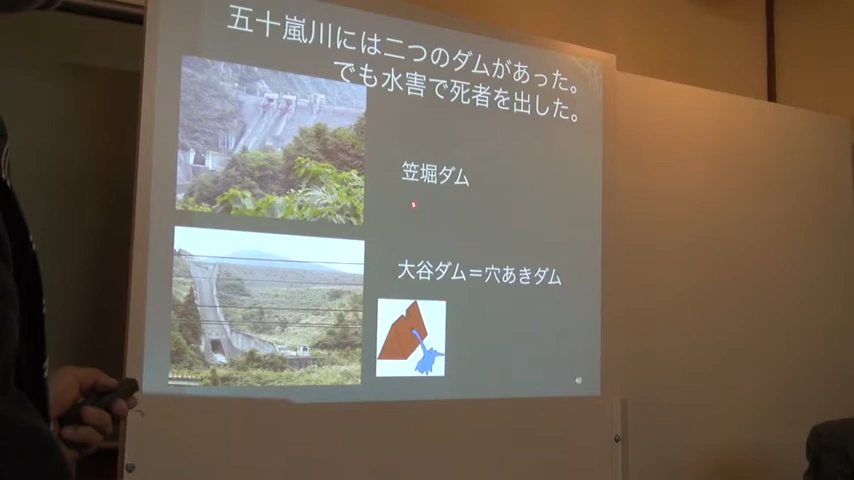 五十嵐川には二つのダムがあった。
でも水害で死者を出した。
笠堀ダム
大谷ダム＝穴あきダム
40